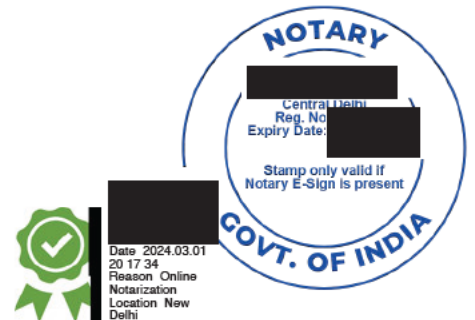 NOTARY
Central Delhi
Reg. No
Expiry Date:
Stamp only valid if
Notary E-Sign is present
GOVT. OF INDIA
Date 2024.03.01
20 17 34
Reason Online
Notarization
Location New
Delhi